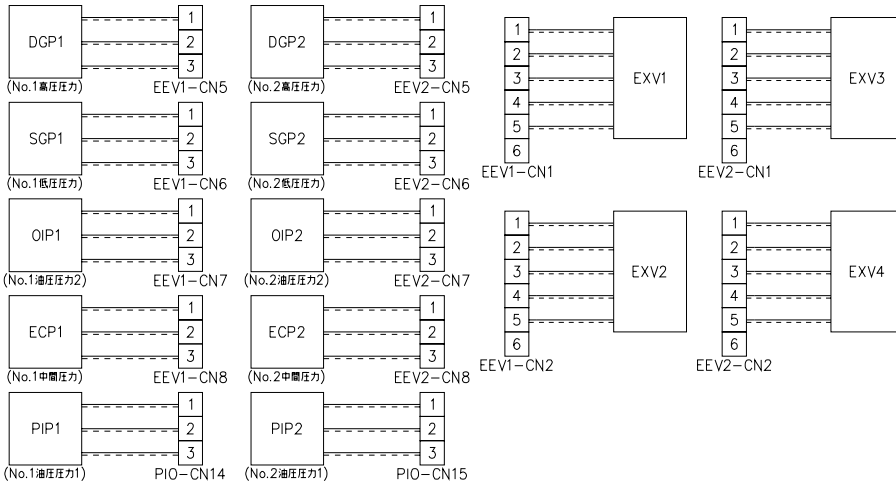 DGP1
1
2
3
(No.1高圧圧力)
EEV1-CN5
DGP2
1
2
3
(No.2高圧圧力)
EEV2-CN5
SGP1
1
2
3
(No.1低圧圧力)
EEV1-CN6
SGP2
1
2
3
(No.2低圧圧力)
EEV2-CN6
OIP1
1
2
3
(No.1油圧圧力2)
EEV1-CN7
OIP2
1
2
3
(No.2油圧圧力2)
EEV2-CN7
ECP1
1
2
3
(No.1中間圧力)
EEV1-CN8
ECP2
1
2
3
(No.2中間圧力)
EEV2-CN8
PIP1
1
2
3
(No.1油圧圧力1)
PIO-CN14
PIP2
1
2
3
(No.2油圧圧力1)
PIO-CN15
1
2
3
4
5
6
EXV1
EEV1-CN1
1
2
3
4
5
6
EXV3
EEV2-CN1
1
2
3
4
5
6
EXV2
EEV1-CN2
1
2
3
4
5
6
EXV4
EEV2-CN2